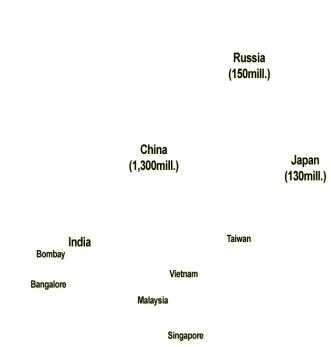 Russia
(150mill.)
China
(1,300mill.)
Japan
(130mill.)
India
Bombay
Taiwan
Bangalore
Vietnam
Malaysia
Singapore